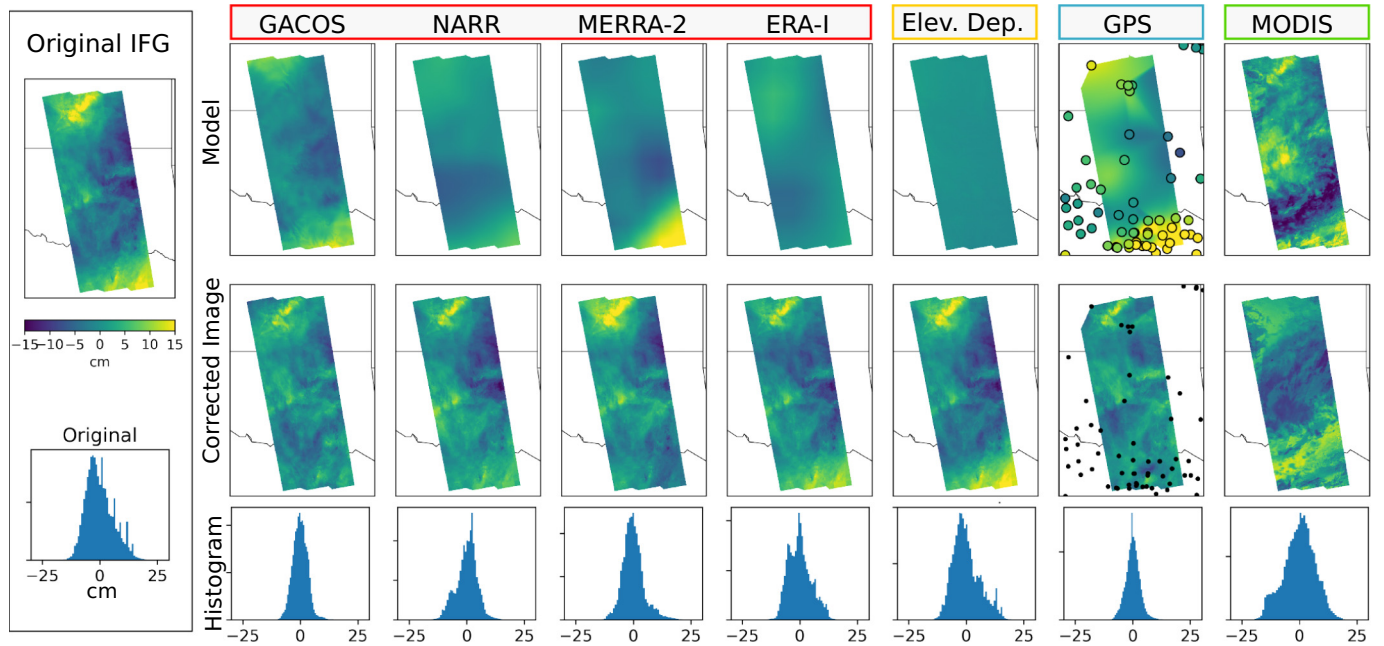 Original IFG
GACOS NARR MERRA-2 ERA-I Elev. Dep. GPS MODIS
Model
−15 −10 −5 0 5 10 15
cm
Corrected Image
Original
−25 0 25
cm
Histogram
−25 0 25 −25 0 25 −25 0 25 −25 0 25 −25 0 25 −25 0 25 −25 0 25